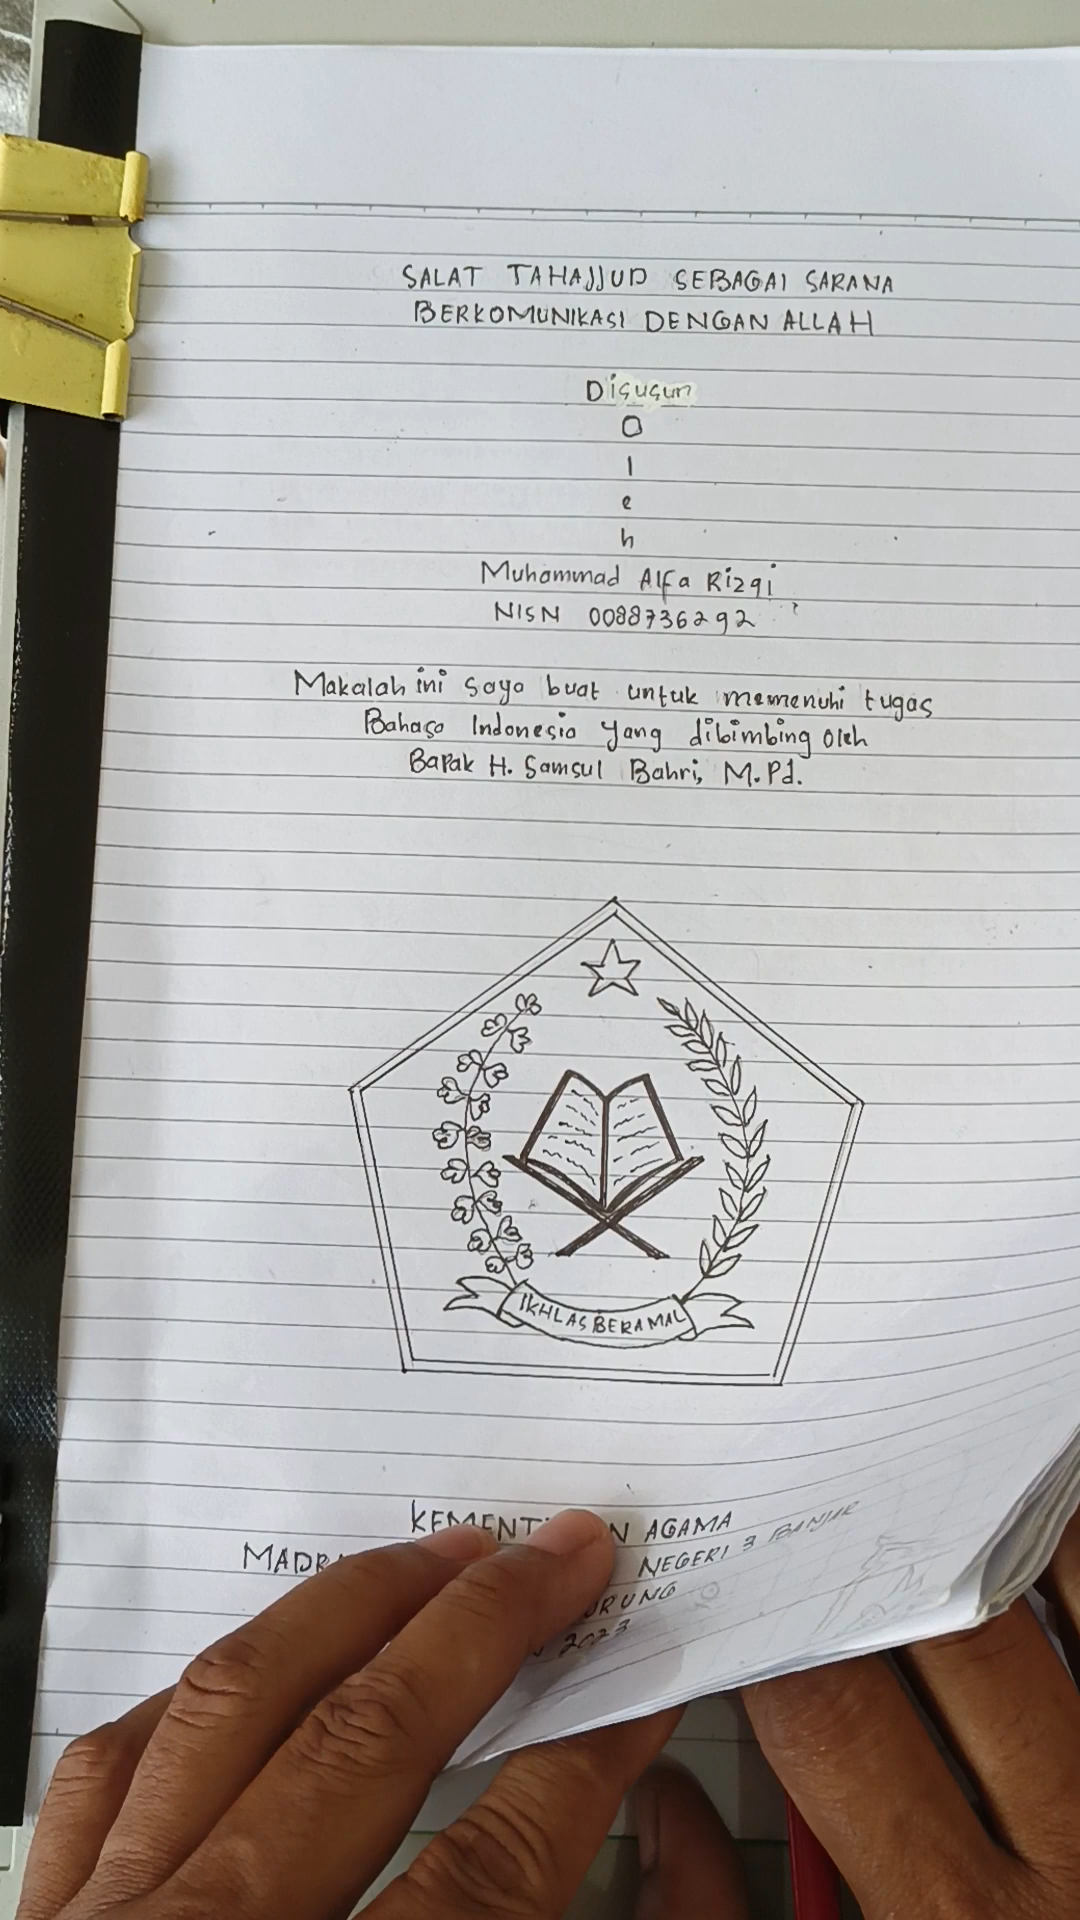 SALAT TAHAJJUD SEBAGAI SARANA
BERKOMUNIKASI DENGAN ALLAH
Disusun
O
l
e
h
Muhammad Alfa Rizqi
NISN 0088736292
Makalah ini saya buat untuk memenuhi tugas
Bahasa Indonesia yang dibimbing oleh
Bapak H. Samsul Bahri, M.Pd.
IKHLAS BERAMAL
AGAMA
NEGERI 3 BANJAR
2023